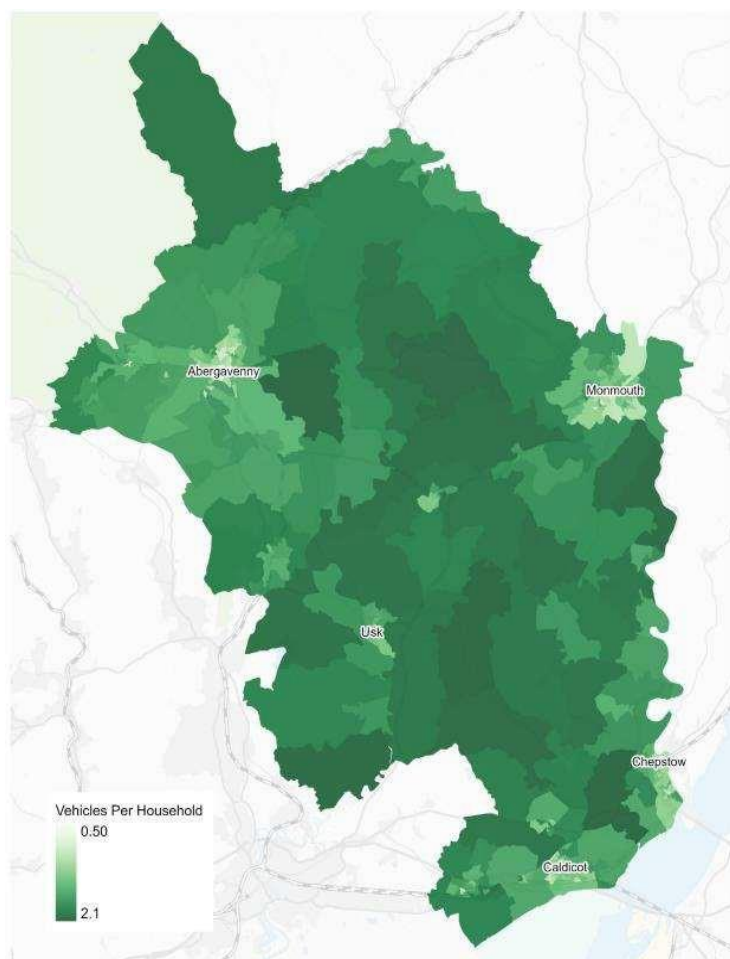 Abergavenny
Monmouth
Usk
Chepstow
Caldicot
Vehicles Per Household
0.50
2.1